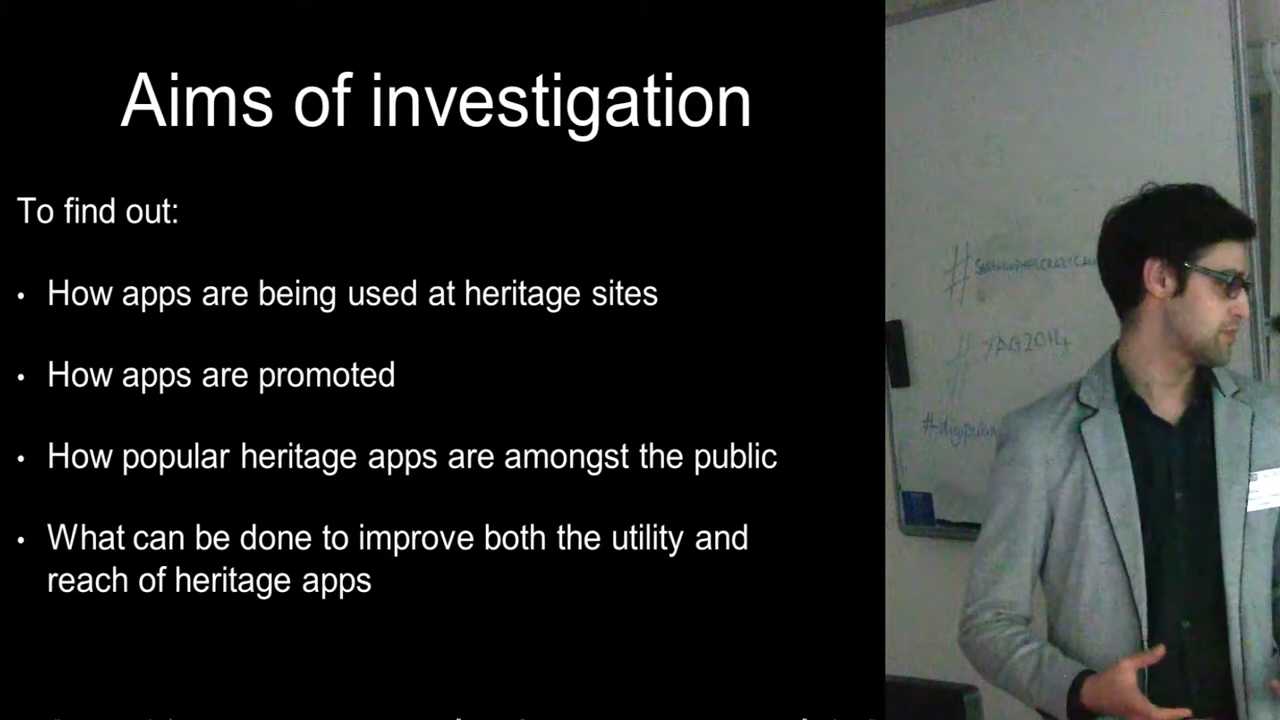 Aims of investigation
To find out:
• How apps are being used at heritage sites
• How apps are promoted
• How popular heritage apps are amongst the public
• What can be done to improve both the utility and
reach of heritage apps
#
# YAG2014